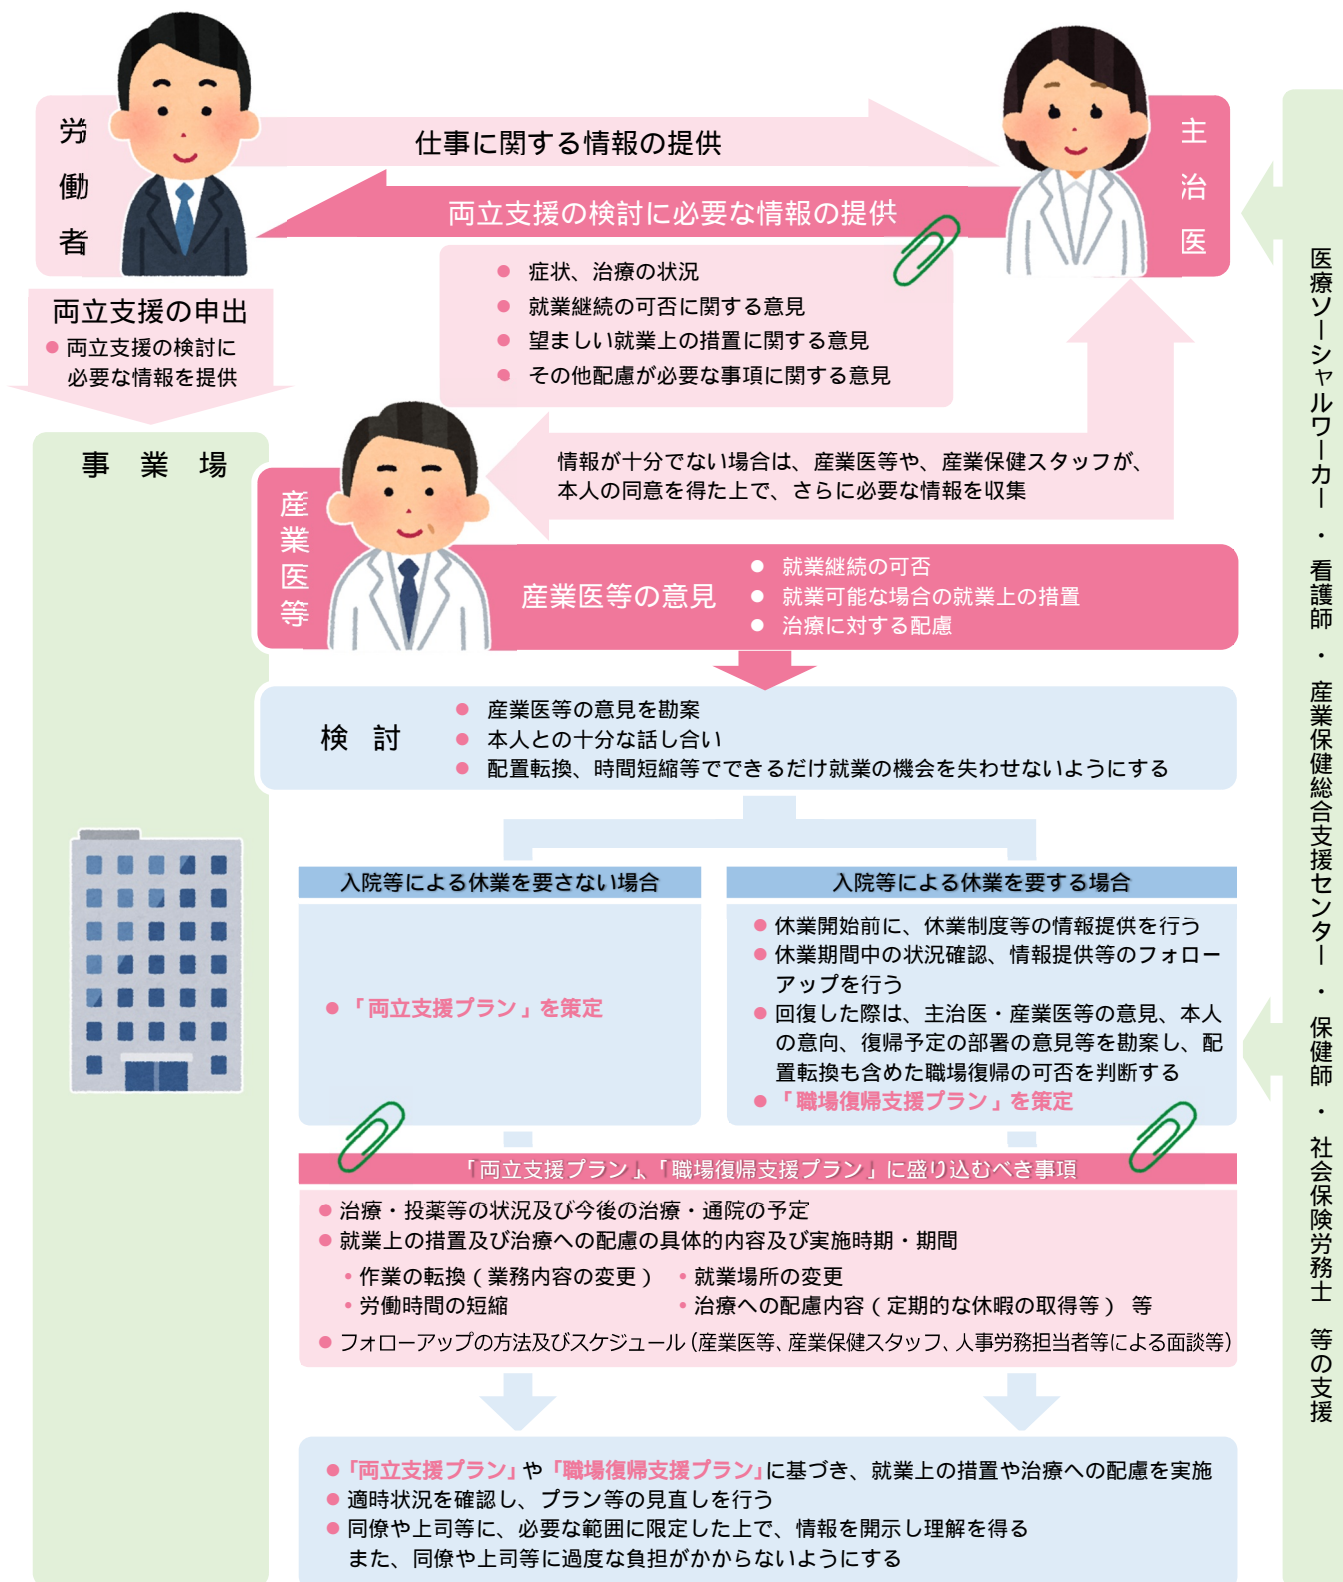 労働者
仕事に関する情報の提供
主治医
両立支援の検討に必要な情報の提供
● 症状、治療の状況
● 就業継続の可否に関する意見
● 望ましい就業上の措置に関する意見
● その他配慮が必要な事項に関する意見
両立支援の申出
● 両立支援の検討に
必要な情報を提供
事業場
情報が十分でない場合は、産業医等や、産業保健スタッフが、
本人の同意を得た上で、さらに必要な情報を収集
産業医等
産業医等の意見
● 就業継続の可否
● 就業可能な場合の就業上の措置
● 治療に対する配慮
検討
● 産業医等の意見を勘案
● 本人との十分な話し合い
● 配置転換、時間短縮等でできるだけ就業の機会を失わせないようにする
入院等による休業を要さない場合
● 「両立支援プラン」を策定
入院等による休業を要する場合
● 休業開始前に、休業制度等の情報提供を行う
● 休業期間中の状況確認、情報提供等のフォロー
アップを行う
● 回復した際は、主治医・産業医等の意見、本人
の意向、復帰予定の部署の意見等を勘案し、配
置転換も含めた職場復帰の可否を判断する
● 「職場復帰支援プラン」を策定
「両立支援プラン」、「職場復帰支援プラン」に盛り込むべき事項
● 治療・投薬等の状況及び今後の治療・通院の予定
● 就業上の措置及び治療への配慮の具体的内容及び実施時期・期間
・作業の転換(業務内容の変更) ・就業場所の変更
・労働時間の短縮 ・治療への配慮内容(定期的な休暇の取得等) 等
● フォローアップの方法及びスケジュール(産業医等、産業保健スタッフ、人事労務担当者等による面談等)
● 「両立支援プラン」や「職場復帰支援プラン」に基づき、就業上の措置や治療への配慮を実施
● 適時状況を確認し、プラン等の見直しを行う
● 同僚や上司等に、必要な範囲に限定した上で、情報を開示し理解を得る
また、同僚や上司等に過度な負担がかからないようにする
医療ソーシャルワーカー・看護師・産業保健総合支援センター・保健師・社会保険労務士 等の支援